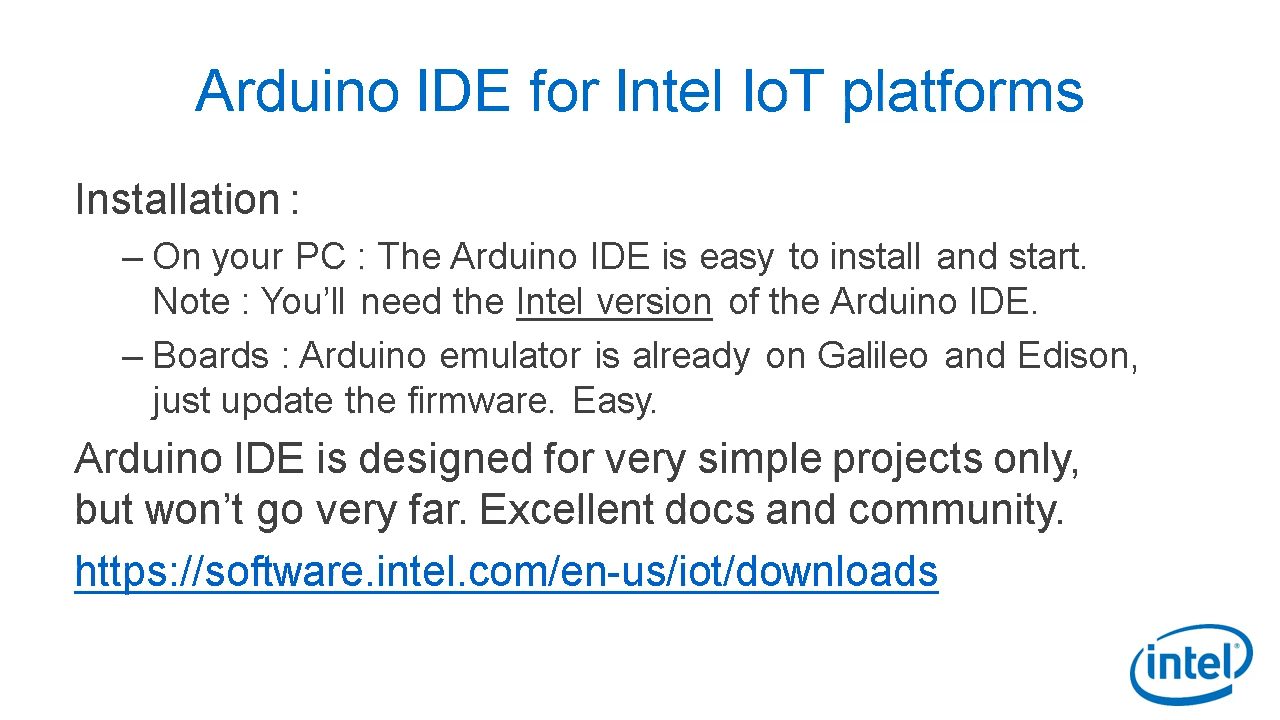 Arduino IDE for Intel IoT platforms
Installation :
– On your PC : The Arduino IDE is easy to install and start.
Note : You’ll need the Intel version of the Arduino IDE.
– Boards : Arduino emulator is already on Galileo and Edison,
just update the firmware. Easy.
Arduino IDE is designed for very simple projects only,
but won’t go very far. Excellent docs and community.
https://software.intel.com/en-us/iot/downloads
intel®